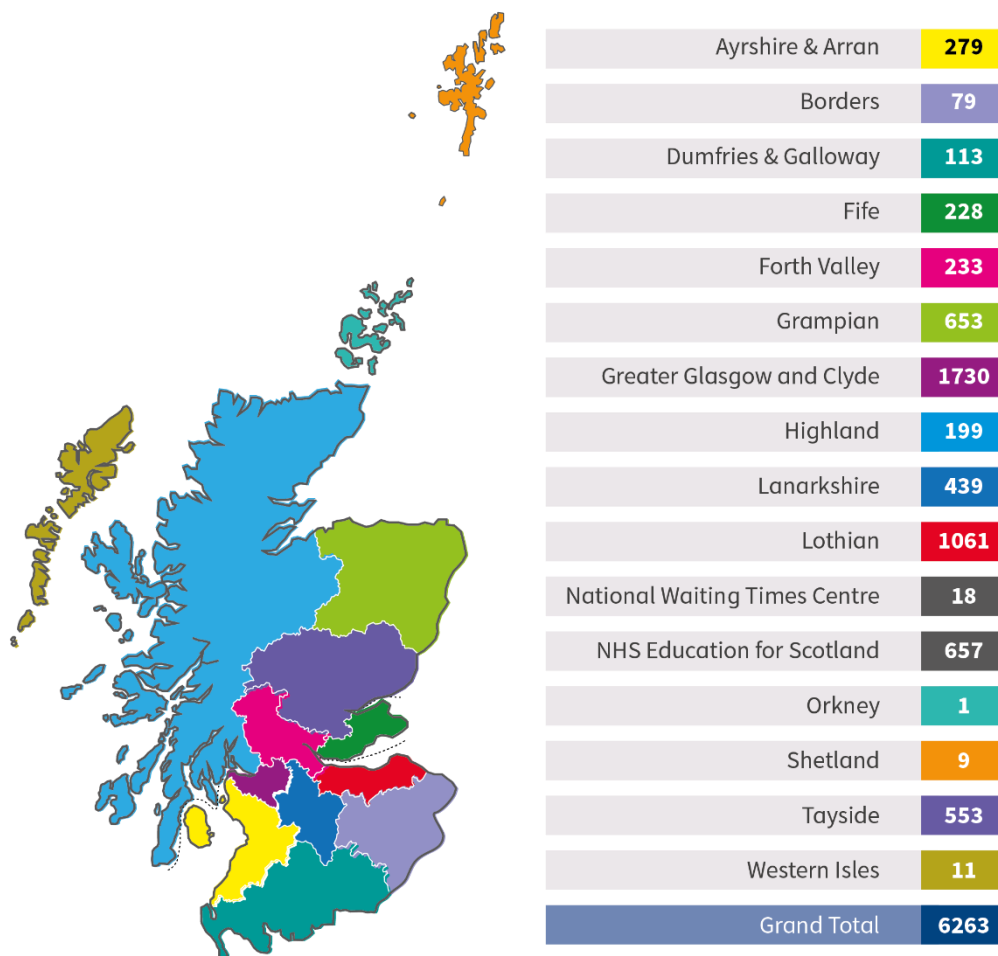 Ayrshire & Arran 279
Borders 79
Dumfries & Galloway 113
Fife 228
Forth Valley 233
Grampian 653
Greater Glasgow and Clyde 1730
Highland 199
Lanarkshire 439
Lothian 1061
National Waiting Times Centre 18
NHS Education for Scotland 657
Orkney 1
Shetland 9
Tayside 553
Western Isles 11
Grand Total 6263